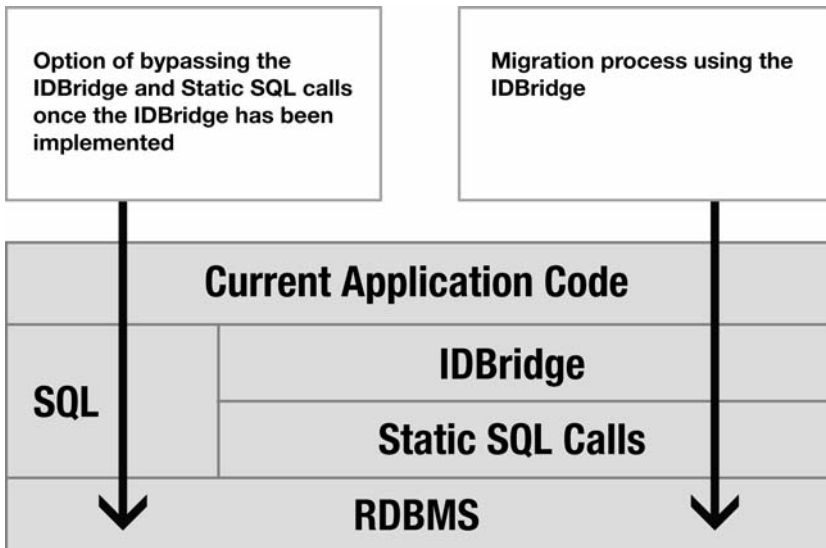 Option of bypassing the
IDBridge and Static SQL calls
once the IDBridge has been
implemented
Migration process using the
IDBridge
Current Application Code
SQL
IDBridge
Static SQL Calls
RDBMS